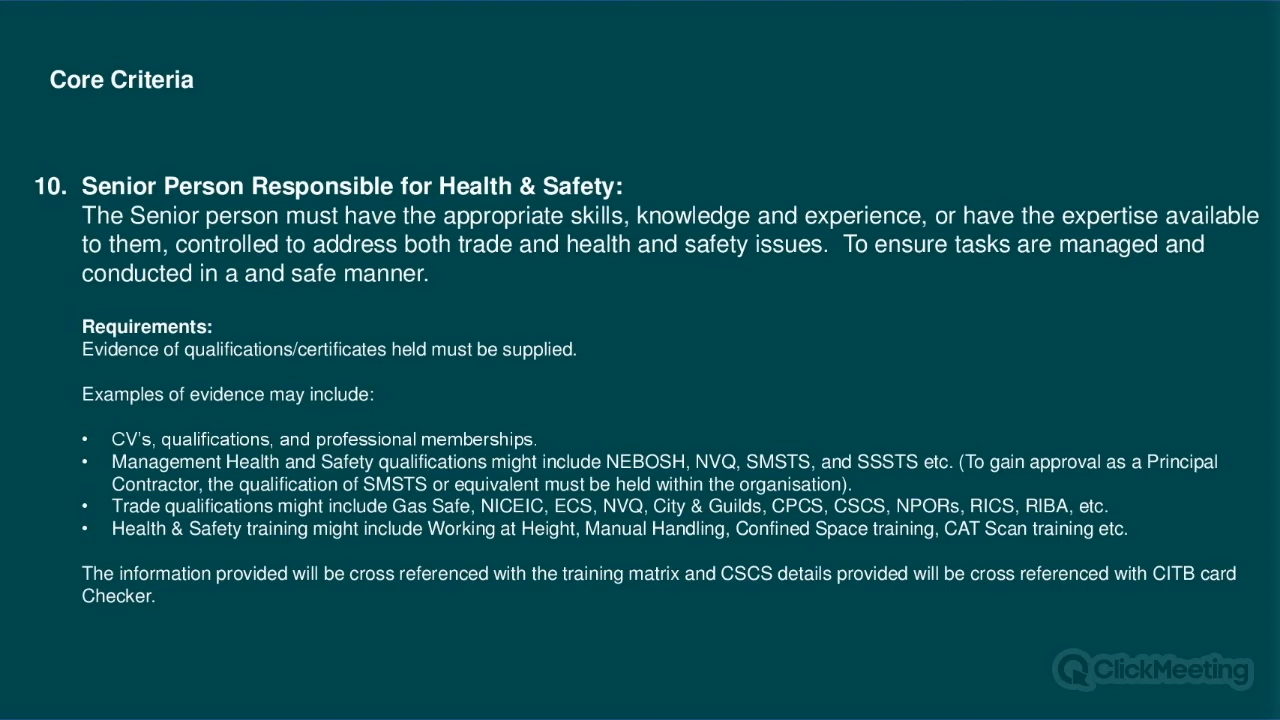 Core Criteria
10. Senior Person Responsible for Health & Safety:
The Senior person must have the appropriate skills, knowledge and experience, or have the expertise available
to them, controlled to address both trade and health and safety issues.  To ensure tasks are managed and
conducted in a and safe manner.
Requirements:
Evidence of qualifications/certificates held must be supplied.
Examples of evidence may include:
• CV's, qualifications, and professional memberships.
• Management Health and Safety qualifications might include NEBOSH, NVQ, SMSTS, and SSSTS etc. (To gain approval as a Principal
Contractor, the qualification of SMSTS or equivalent must be held within the organisation).
• Trade qualifications might include Gas Safe, NICEIC, ECS, NVQ, City & Guilds, CPCS, CSCS, NPORs, RICS, RIBA, etc.
• Health & Safety training might include Working at Height, Manual Handling, Confined Space training, CAT Scan training etc.
The information provided will be cross referenced with the training matrix and CSCS details provided will be cross referenced with CITB card
Checker.
ClickMeeting